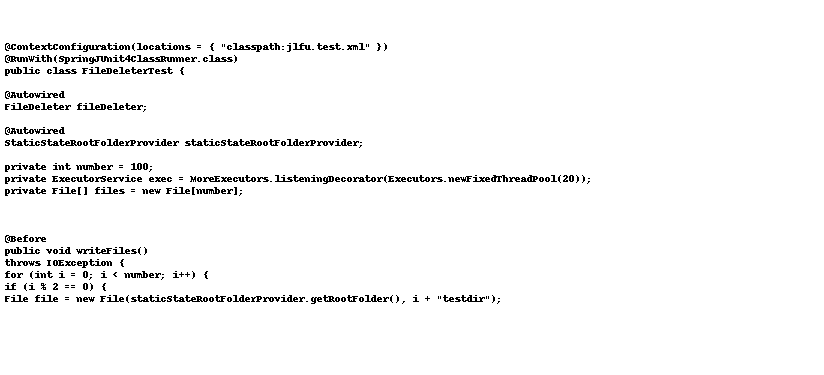 @ContextConfiguration(locations = { "classpath:jlfu.test.xml" })
@RunWith(SpringJUnit4ClassRunner.class)
public class FileDeleterTest {
@Autowired
FileDeleter fileDeleter;
@Autowired
StaticStateRootFolderProvider staticStateRootFolderProvider;
private int number = 100;
private ExecutorService exec = MoreExecutors.listeningDecorator(Executors.newFixedThreadPool(20));
private File[] files = new File[number];
@Before
public void writeFiles()
throws IOException {
for (int i = 0; i < number; i++) {
if (i % 2 == 0) {
File file = new File(staticStateRootFolderProvider.getRootFolder(), i + "testdir");